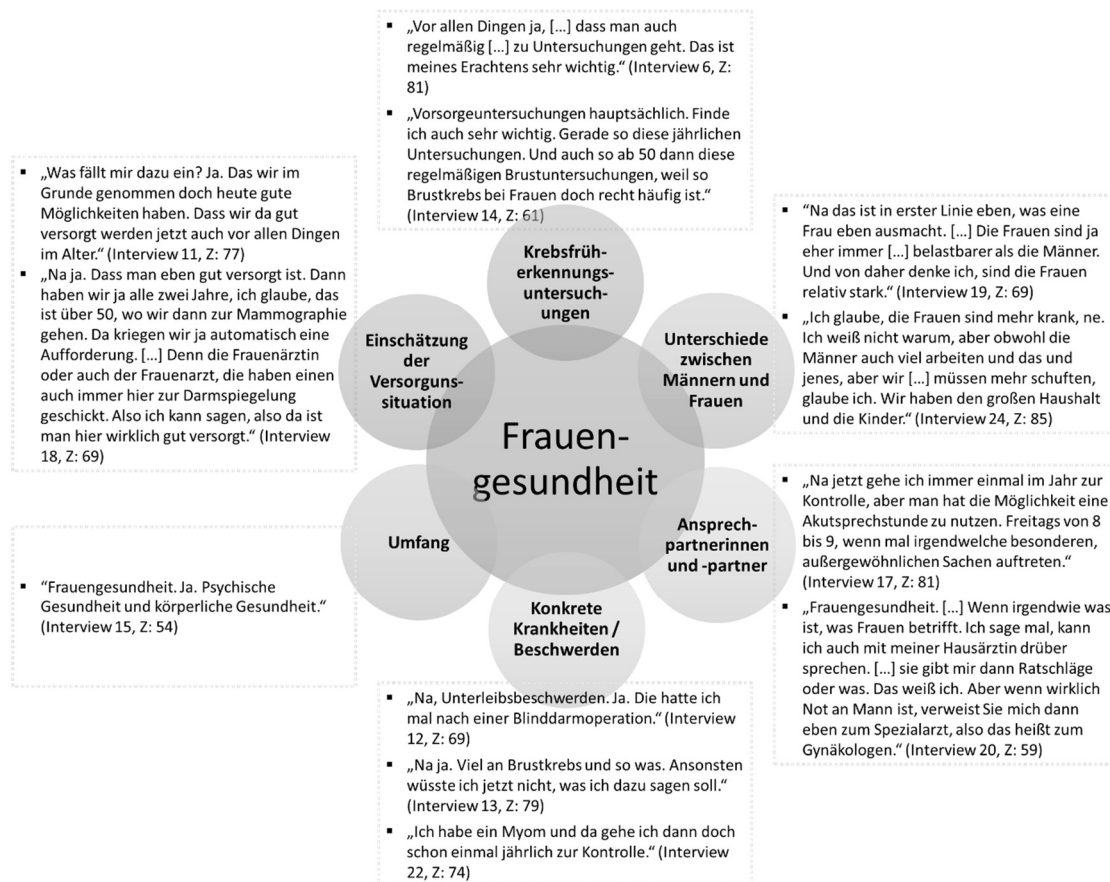 ▪ „Vor allen Dingen ja, […] dass man auch
regelmäßig […] zu Untersuchungen geht. Das ist
meines Erachtens sehr wichtig.“ (Interview 6, Z:
81)
▪ „Vorsorgeuntersuchungen hauptsächlich. Finde
ich auch sehr wichtig. Gerade so diese jährlichen
Untersuchungen. Und auch so ab 50 dann diese
regelmäßigen Brustuntersuchungen, weil so
Brustkrebs bei Frauen doch recht häufig ist.“
(Interview 14, Z: 61)
▪ „Was fällt mir dazu ein? Ja. Das wir im
Grunde genommen doch heute gute
Möglichkeiten haben. Dass wir da gut
versorgt werden jetzt auch vor allen Dingen
im Alter.“ (Interview 11, Z: 77)
▪ „Na ja. Dass man eben gut versorgt ist. Dann
haben wir ja alle zwei Jahre, ich glaube, das
ist über 50, wo wir dann zur Mammographie
gehen. Da kriegen wir ja automatisch eine
Aufforderung. […] Denn die Frauenärztin
oder auch der Frauenarzt, die haben einen
auch immer hier zur Darmspiegelung
geschickt. Also ich kann sagen, also da ist
man hier wirklich gut versorgt.“ (Interview
18, Z: 69)
Krebsfrüh-
erkennungs-
untersuch-
ungen
Einschätzung
der
Versorguns-
situation
Unterschiede
zwischen
Männern und
Frauen
▪ “Na das ist in erster Linie eben, was eine
Frau eben ausmacht. […] Die Frauen sind ja
eher immer […] belastbarer als die Männer.
Und von daher denke ich, sind die Frauen
relativ stark.“ (Interview 19, Z: 69)
▪ „Ich glaube, die Frauen sind mehr krank, ne.
Ich weiß nicht warum, aber obwohl die
Männer auch viel arbeiten und das und
jenes, aber wir […] müssen mehr schuften,
glaube ich. Wir haben den großen Haushalt
und die Kinder.“ (Interview 24, Z: 85)
Frauen-
gesundheit
Umfang
Ansprech-
partnerinnen
und -partner
Konkrete
Krankheiten /
Beschwerden
▪ “Frauengesundheit. Ja. Psychische
Gesundheit und körperliche Gesundheit.“
(Interview 15, Z: 54)
▪ „Na jetzt gehe ich immer einmal im Jahr zur
Kontrolle, aber man hat die Möglichkeit eine
Akutsprechstunde zu nutzen. Freitags von 8
bis 9, wenn mal irgendwelche besonderen,
außergewöhnlichen Sachen auftreten.“
(Interview 17, Z: 81)
▪ „Frauengesundheit. […] Wenn irgendwie was
ist, was Frauen betrifft. Ich sage mal, kann
ich auch mit meiner Hausärztin drüber
sprechen. […] sie gibt mir dann Ratschläge
oder was. Das weiß ich. Aber wenn wirklich
Not an Mann ist, verweist Sie mich dann
eben zum Spezialarzt, also das heißt zum
Gynäkologen.“ (Interview 20, Z: 59)
▪ „Na, Unterleibsbeschwerden. Ja. Die hatte ich
mal nach einer Blinddarmoperation.“ (Interview
12, Z: 69)
▪ „Na ja. Viel an Brustkrebs und so was. Ansonsten
wüsste ich jetzt nicht, was ich dazu sagen soll.“
(Interview 13, Z: 79)
▪ „Ich habe ein Myom und da gehe ich dann doch
schon einmal jährlich zur Kontrolle.“ (Interview
22, Z: 74)